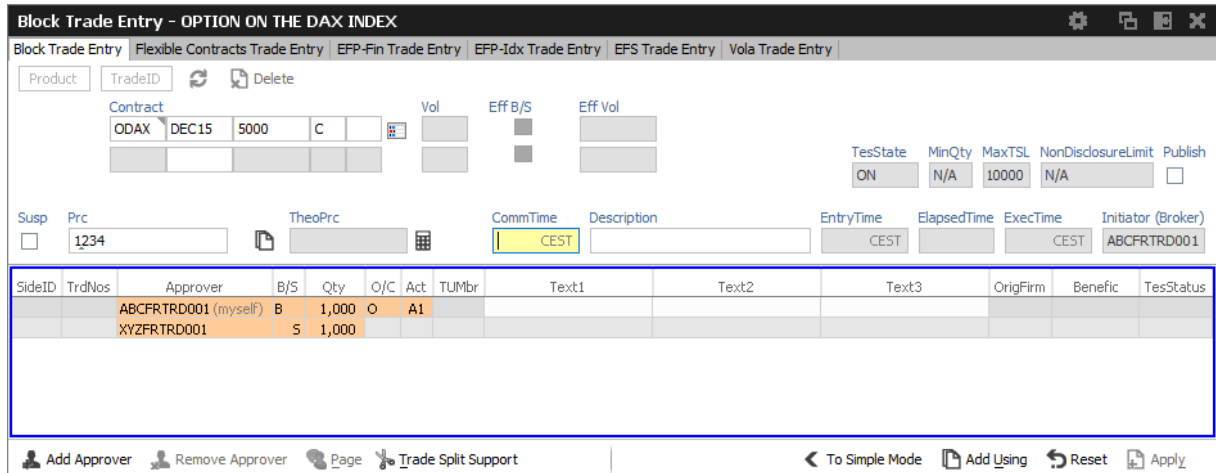 Block Trade Entry - OPTION ON THE DAX INDEX
Block Trade Entry Flexible Contracts Trade Entry EFP-Fin Trade Entry EFP-Idx Trade Entry EFS Trade Entry Vola Trade Entry
Product TradeID Delete
Contract Vol Eff B/S Eff Vol
ODAX DEC15 5000 C
TesState MinQty MaxTSL NonDisclosureLimit Publish
ON N/A 10000 N/A
Susp Prc TheoPrc CommTime Description EntryTime ElapsedTime ExecTime Initiator (Broker)
1234 CEST CEST CEST ABCFRTRD001
SideID TrdNos Approver B/S Qty O/C Act TUMbr Text1 Text2 Text3 OrigFirm Benefic TesStatus
ABCFRTRD001 (myself) B 1,000 O A1
XYZFRTRD001 S 1,000
Add Approver Remove Approver Page Trade Split Support To Simple Mode Add Using Reset Apply